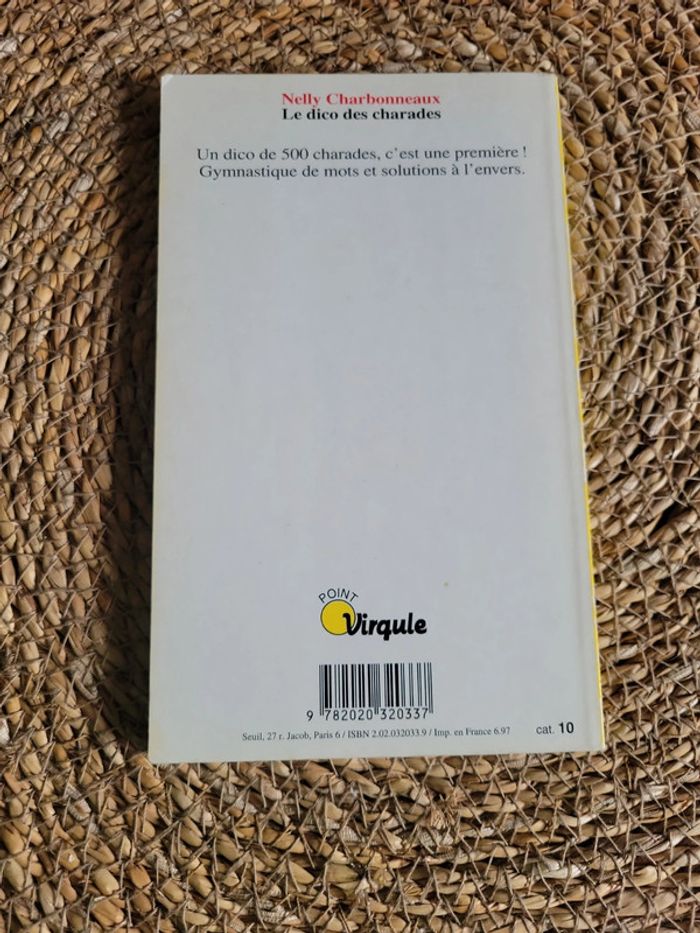 Nelly Charbonneaux
Le dico des charades
Un dico de 500 charades, c'est une première !
Gymnastique de mots et solutions à l'envers.
POINT
Virgule
9 782020 320337
Seuil, 27 r. Jacob, Paris 6 / ISBN 2.02.032033.9 / Imp. en France 6.97 cat. 10